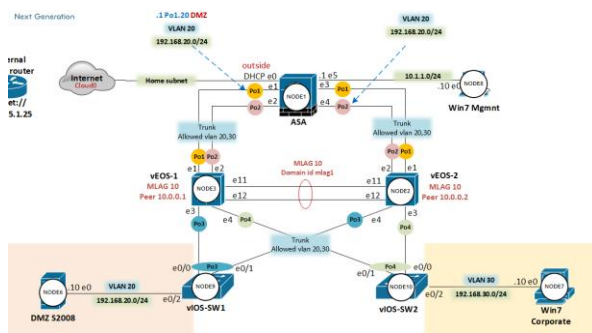 Next Generation
.1 Po1.20 DMZ
VLAN 20
192.168.20.0/24
VLAN 20
192.168.20.0/24
ernal
router
et://
5.1.25
Internet
Cloud0
Home subnet
outside
DHCP e0
.1 e5
10.1.1.0/24
NODE8
.10 e0
Win7 Mgmnt
NODE1
ASA
e1
e2
e3
e4
Po1
Po2
Po1
Po2
Trunk
Allowed vlan 20,30
Trunk
Allowed vlan 20,30
Po1 Po2
e1 e2
Po2 Po1
e2 e1
vEOS-1
MLAG 10
Peer 10.0.0.1
NODE3
e11
e12
MLAG 10
Domain id mlag1
e11
e12
NODE2
vEOS-2
MLAG 10
Peer 10.0.0.2
e3
Po3
e4
Po4
Po3
e4
e3
Po4
Trunk
Allowed vlan 20,30
e0/0
Po3
e0/1
NODE9
e0/2
vIOS-SW1
e0/1
Po4
e0/0
NODE10
e0/2
vIOS-SW2
NODE6
.10 e0
VLAN 20
192.168.20.0/24
DMZ S2008
VLAN 30
192.168.30.0/24
.10 e0
NODE7
Win7
Corporate